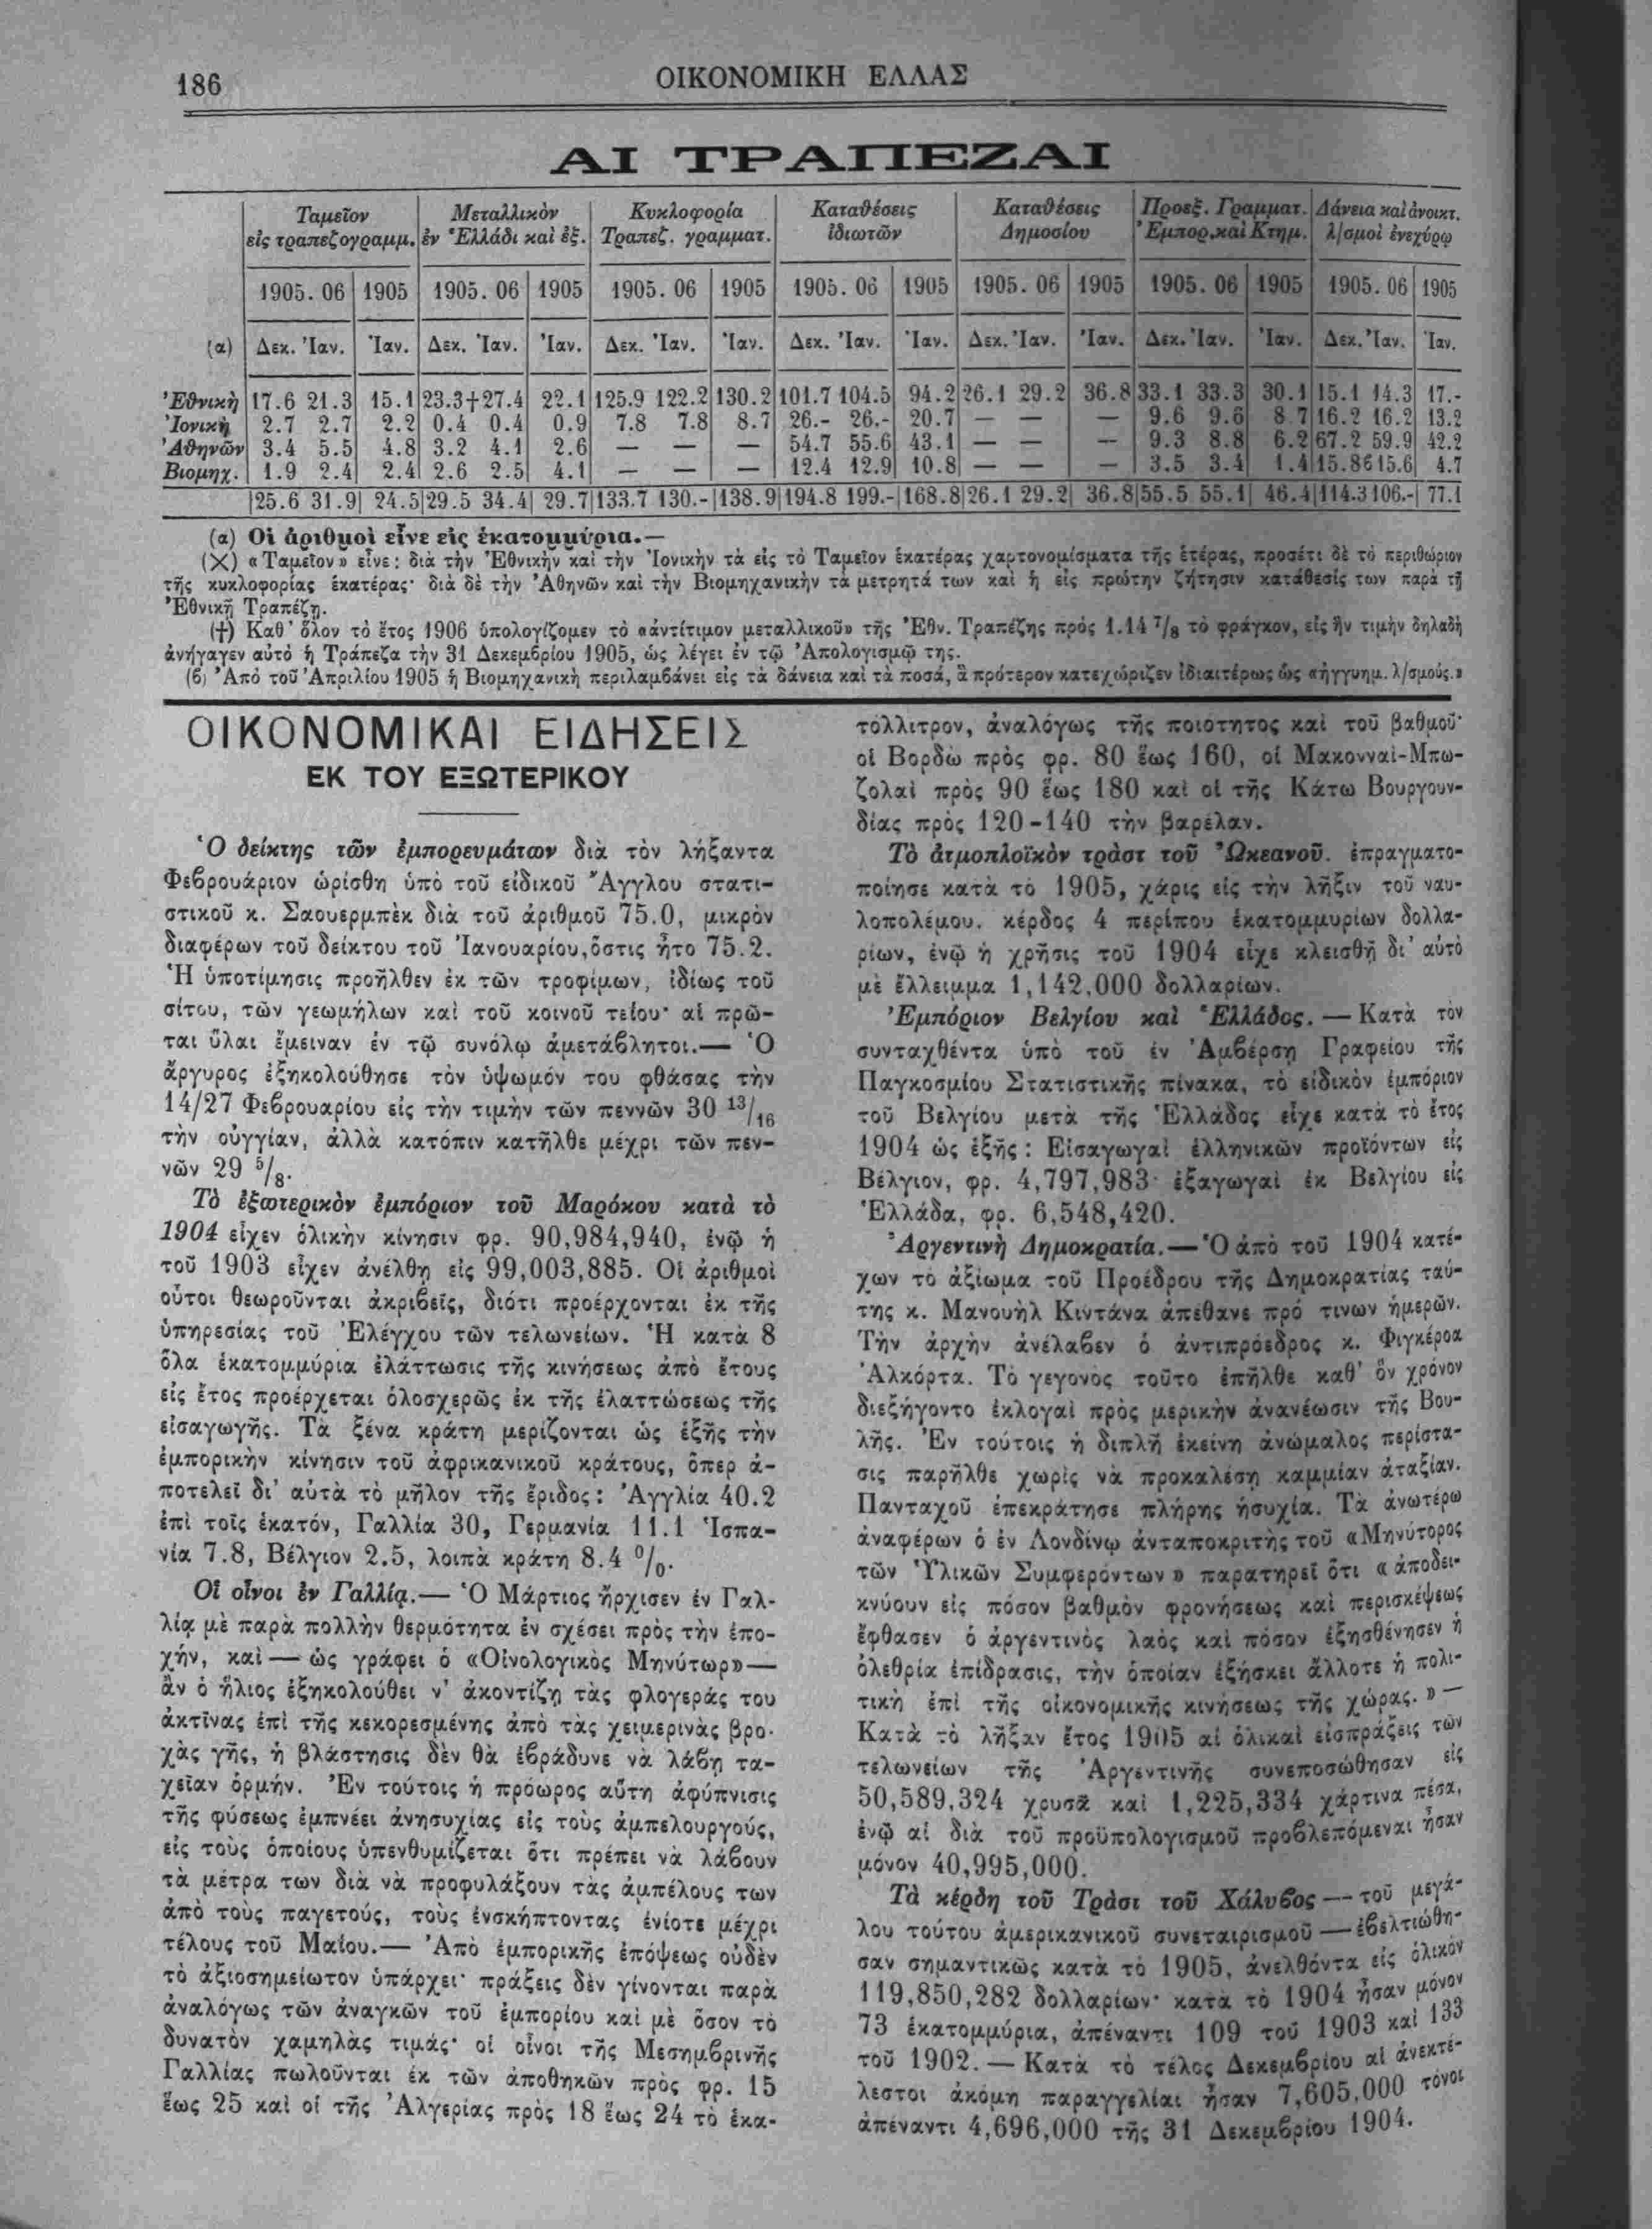 186
ΟΙΚΟΝΟΜΙΚΗ ΕΛΛΑΣ
ΑΙ ΤΡΑΠΕΖΑΙ
Ταμεῖον Μεταλλικὸν Κυκλοφορία Καταθέσεις Καταθέσεις Προεξ. Γραμματ. Δάνεια καὶ ἀνοικτ.
εἰς τραπεζογραμμ. ἐν Ἑλλάδι καὶ ἐξ. Τραπεζ. γραμματ. ἰδιωτῶν Δημοσίου Ἐμπορ. καὶ Κτημ. λ/σμοὶ ἐνεχύρῳ
1905. 06 1905 1905. 06 1905 1905. 06 1905 1905. 06 1905 1905. 06 1905 1905. 06 1905 1905. 06 1905
(α) Δεκ. Ἰαν. Ἰαν. Δεκ. Ἰαν. Ἰαν. Δεκ. Ἰαν. Ἰαν. Δεκ. Ἰαν. Ἰαν. Δεκ. Ἰαν. Ἰαν. Δεκ. Ἰαν. Ἰαν. Δεκ. Ἰαν. Ἰαν.
Ἐθνικὴ 17.6 21.3 15.1 23.3†27.4 22.1 125.9 122.2 130.2 101.7 104.5 94.2 26.1 29.2 36.8 33.1 33.3 30.1 15.1 14.3 17.-
Ἰονικὴ 2.7 2.7 2.2 0.4 0.4 0.9 7.8 7.8 8.7 26.- 26.- 20.7 — — — 9.6 9.6 8.7 16.2 16.2 13.2
Ἀθηνῶν 3.4 5.5 4.8 3.2 4.1 2.6 — — — 54.7 55.6 43.1 — — — 9.3 8.8 6.2 67.2 59.9 42.2
Βιομηχ. 1.9 2.4 2.4 2.6 2.5 4.1 — — — 12.4 12.9 10.8 — — — 3.5 3.4 1.4 15.8 615.6 4.7
25.6 31.9 24.5 29.5 34.4 29.7 133.7 130.- 138.9 194.8 199.- 168.8 26.1 29.2 36.8 55.5 55.1 46.4 114.3 106.- 77.1
(α) Οἱ ἀριθμοὶ εἶνε εἰς ἑκατομμύρια.—
(Χ) «Ταμεῖον» εἶνε: διὰ τὴν Ἐθνικὴν καὶ τὴν Ἰονικὴν τὰ εἰς τὸ Ταμεῖον ἑκατέρας χαρτονομίσματα τῆς ἑτέρας, προσέτι δὲ τὸ περιθώριον
τῆς κυκλοφορίας ἑκατέρας· διὰ δὲ τὴν Ἀθηνῶν καὶ τὴν Βιομηχανικὴν τὰ μετρητά των καὶ ἡ εἰς πρώτην ζήτησιν κατάθεσίς των παρὰ τῇ
Ἐθνικῇ Τραπέζῃ.
(†) Καθ' ὅλον τὸ ἔτος 1906 ὑπολογίζομεν τὸ «ἀντίτιμον μεταλλικοῦ» τῆς Ἐθν. Τραπέζης πρὸς 1.14 7/8 τὸ φράγκον, εἰς ἣν τιμὴν δηλαδὴ
ἀνήγαγεν αὐτὸ ἡ Τράπεζα τὴν 31 Δεκεμβρίου 1905, ὡς λέγει ἐν τῷ Ἀπολογισμῷ της.
(6) Ἀπὸ τοῦ Ἀπριλίου 1905 ἡ Βιομηχανικὴ περιλαμβάνει εἰς τὰ δάνεια καὶ τὰ ποσά, ἃ πρότερον κατεχώριζεν ἰδιαιτέρως ὡς «ἠγγυημ. λ/σμούς.»
ΟΙΚΟΝΟΜΙΚΑΙ ΕΙΔΗΣΕΙΣ
ΕΚ ΤΟΥ ΕΞΩΤΕΡΙΚΟΥ
Ὁ δείκτης τῶν ἐμπορευμάτων διὰ τὸν λήξαντα
Φεβρουάριον ὡρίσθη ὑπὸ τοῦ εἰδικοῦ Ἄγγλου στατι-
στικοῦ κ. Σαουερμπὲκ διὰ τοῦ ἀριθμοῦ 75.0, μικρὸν
διαφέρων τοῦ δείκτου τοῦ Ἰανουαρίου, ὅστις ἦτο 75.2.
Ἡ ὑποτίμησις προῆλθεν ἐκ τῶν τροφίμων, ἰδίως τοῦ
σίτου, τῶν γεωμήλων καὶ τοῦ κοινοῦ τείου· αἱ πρῶ-
ται ὗλαι ἔμειναν ἐν τῷ συνόλῳ ἀμετάβλητοι.— Ὁ
ἄργυρος ἐξηκολούθησε τὸν ὑψωμόν του φθάσας τὴν
14/27 Φεβρουαρίου εἰς τὴν τιμὴν τῶν πεννῶν 30 13/16
τὴν οὐγγίαν, ἀλλὰ κατόπιν κατῆλθε μέχρι τῶν πεν-
νῶν 29 5/8.
Τὸ ἐξωτερικὸν ἐμπόριον τοῦ Μαρόκου κατὰ τὸ
1904 εἶχεν ὁλικὴν κίνησιν φρ. 90,984,940, ἐνῷ ἡ
τοῦ 1903 εἶχεν ἀνέλθῃ εἰς 99,003,885. Οἱ ἀριθμοὶ
οὗτοι θεωροῦνται ἀκριβεῖς, διότι προέρχονται ἐκ τῆς
ὑπηρεσίας τοῦ Ἐλέγχου τῶν τελωνείων. Ἡ κατὰ 8
ὅλα ἑκατομμύρια ἐλάττωσις τῆς κινήσεως ἀπὸ ἔτους
εἰς ἔτος προέρχεται ὁλοσχερῶς ἐκ τῆς ἐλαττώσεως τῆς
εἰσαγωγῆς. Τὰ ξένα κράτη μερίζονται ὡς ἑξῆς τὴν
ἐμπορικὴν κίνησιν τοῦ ἀφρικανικοῦ κράτους, ὅπερ ἀ-
ποτελεῖ δι' αὐτὰ τὸ μῆλον τῆς ἔριδος: Ἀγγλία 40.2
ἐπὶ τοῖς ἑκατόν, Γαλλία 30, Γερμανία 11.1 Ἱσπα-
νία 7.8, Βέλγιον 2.5, λοιπὰ κράτη 8.4 0/0.
Οἱ οἶνοι ἐν Γαλλίᾳ.— Ὁ Μάρτιος ἤρχισεν ἐν Γαλ-
λίᾳ μὲ παρὰ πολλὴν θερμότητα ἐν σχέσει πρὸς τὴν ἐπο-
χήν, καὶ — ὡς γράφει ὁ «Οἰνολογικὸς Μηνύτωρ» —
ἂν ὁ ἥλιος ἐξηκολούθει ν' ἀκοντίζῃ τὰς φλογεράς του
ἀκτῖνας ἐπὶ τῆς κεκορεσμένης ἀπὸ τὰς χειμερινὰς βρο-
χὰς γῆς, ἡ βλάστησις δὲν θὰ ἐβράδυνε νὰ λάβῃ τα-
χεῖαν ὁρμήν. Ἐν τούτοις ἡ πρόωρος αὕτη ἀφύπνισις
τῆς φύσεως ἐμπνέει ἀνησυχίας εἰς τοὺς ἀμπελουργούς,
εἰς τοὺς ὁποίους ὑπενθυμίζεται ὅτι πρέπει νὰ λάβουν
τὰ μέτρα των διὰ νὰ προφυλάξουν τὰς ἀμπέλους των
ἀπὸ τοὺς παγετούς, τοὺς ἐνσκήπτοντας ἐνίοτε μέχρι
τέλους τοῦ Μαΐου.— Ἀπὸ ἐμπορικῆς ἐπόψεως οὐδὲν
τὸ ἀξιοσημείωτον ὑπάρχει· πράξεις δὲν γίνονται παρὰ
ἀναλόγως τῶν ἀναγκῶν τοῦ ἐμπορίου καὶ μὲ ὅσον τὸ
δυνατὸν χαμηλὰς τιμάς· οἱ οἶνοι τῆς Μεσημβρινῆς
Γαλλίας πωλοῦνται ἐκ τῶν ἀποθηκῶν πρὸς φρ. 15
ἕως 25 καὶ οἱ τῆς Ἀλγερίας πρὸς 18 ἕως 24 τὸ ἑκα-
τόλλιτρον, ἀναλόγως τῆς ποιότητος καὶ τοῦ βαθμοῦ·
οἱ Βορδὼ πρὸς φρ. 80 ἕως 160, οἱ Μακονναὶ-Μπω-
ζολαὶ πρὸς 90 ἕως 180 καὶ οἱ τῆς Κάτω Βουργουν-
δίας πρὸς 120-140 τὴν βαρέλαν.
Τὸ ἀτμοπλοϊκὸν τρὰστ τοῦ Ὠκεανοῦ. ἐπραγματο-
ποίησε κατὰ τὸ 1905, χάρις εἰς τὴν λῆξιν τοῦ ναυ-
λοπολέμου, κέρδος 4 περίπου ἑκατομμυρίων δολλα-
ρίων, ἐνῷ ἡ χρῆσις τοῦ 1904 εἶχε κλεισθῆ δι' αὐτὸ
μὲ ἔλλειμμα 1,142,000 δολλαρίων.
Ἐμπόριον Βελγίου καὶ Ἑλλάδος. — Κατὰ τὸν
συνταχθέντα ὑπὸ τοῦ ἐν Ἀμβέρσῃ Γραφείου τῆς
Παγκοσμίου Στατιστικῆς πίνακα, τὸ εἰδικὸν ἐμπόριον
τοῦ Βελγίου μετὰ τῆς Ἑλλάδος εἶχε κατὰ τὸ ἔτος
1904 ὡς ἑξῆς: Εἰσαγωγαὶ ἑλληνικῶν προϊόντων εἰς
Βέλγιον, φρ. 4,797,983· ἐξαγωγαὶ ἐκ Βελγίου εἰς
Ἑλλάδα, φρ. 6,548,420.
Ἀργεντινὴ Δημοκρατία.— Ὁ ἀπὸ τοῦ 1904 κατέ-
χων τὸ ἀξίωμα τοῦ Προέδρου τῆς Δημοκρατίας ταύ-
της κ. Μανουὴλ Κιντάνα ἀπέθανε πρό τινων ἡμερῶν.
Τὴν ἀρχὴν ἀνέλαβεν ὁ ἀντιπρόεδρος κ. Φιγκέροα
Ἀλκόρτα. Τὸ γεγονὸς τοῦτο ἐπῆλθε καθ' ὃν χρόνον
διεξήγοντο ἐκλογαὶ πρὸς μερικὴν ἀνανέωσιν τῆς Βου-
λῆς. Ἐν τούτοις ἡ διπλῆ ἐκείνη ἀνώμαλος περίστα-
σις παρῆλθε χωρὶς νὰ προκαλέσῃ καμμίαν ἀταξίαν.
Πανταχοῦ ἐπεκράτησε πλήρης ἡσυχία. Τὰ ἀνωτέρω
ἀναφέρων ὁ ἐν Λονδίνῳ ἀνταποκριτὴς τοῦ «Μηνύτορος
τῶν Ὑλικῶν Συμφερόντων» παρατηρεῖ ὅτι «ἀποδει-
κνύουν εἰς πόσον βαθμὸν φρονήσεως καὶ περισκέψεως
ἔφθασεν ὁ ἀργεντινὸς λαὸς καὶ πόσον ἐξησθένησεν ἡ
ὀλεθρία ἐπίδρασις, τὴν ὁποίαν ἐξήσκει ἄλλοτε ἡ πολι-
τικὴ ἐπὶ τῆς οἰκονομικῆς κινήσεως τῆς χώρας.» —
Κατὰ τὸ λῆξαν ἔτος 1905 αἱ ὁλικαὶ εἰσπράξεις τῶν
τελωνείων τῆς Ἀργεντινῆς συνεποσώθησαν εἰς
50,589,324 χρυσᾶ καὶ 1,225,334 χάρτινα πέσα,
ἐνῷ αἱ διὰ τοῦ προϋπολογισμοῦ προβλεπόμεναι ἦσαν
μόνον 40,995,000.
Τὰ κέρδη τοῦ Τρὰστ τοῦ Χάλυβος — τοῦ μεγά-
λου τούτου ἀμερικανικοῦ συνεταιρισμοῦ — ἐβελτιώθη-
σαν σημαντικῶς κατὰ τὸ 1905, ἀνελθόντα εἰς ὁλικὸν
119,850,282 δολλαρίων· κατὰ τὸ 1904 ἦσαν μόνον
73 ἑκατομμύρια, ἀπέναντι 109 τοῦ 1903 καὶ 133
τοῦ 1902. — Κατὰ τὸ τέλος Δεκεμβρίου αἱ ἀνεκτέ-
λεστοι ἀκόμη παραγγελίαι ἦσαν 7,605,000 τόνοι
ἀπέναντι 4,696,000 τῆς 31 Δεκεμβρίου 1904.